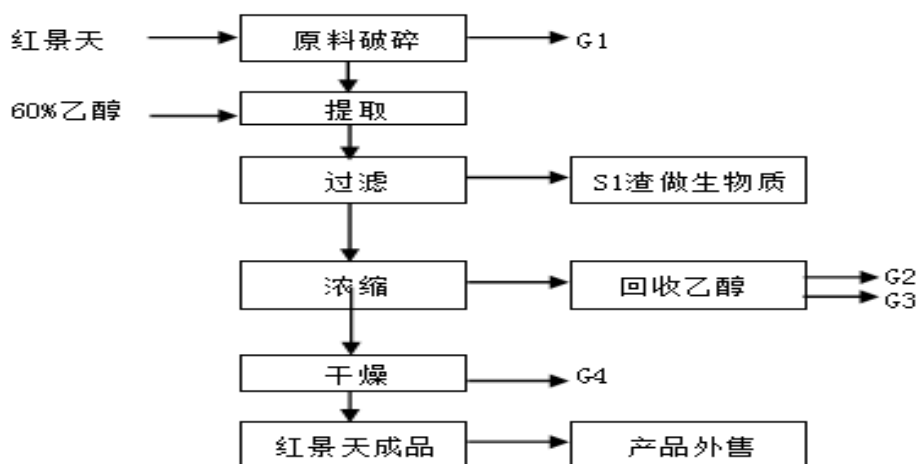 红景天
原料破碎
G1
60%乙醇
提取
过滤
S1渣做生物质
浓缩
回收乙醇
G2
G3
干燥
G4
红景天成品
产品外售